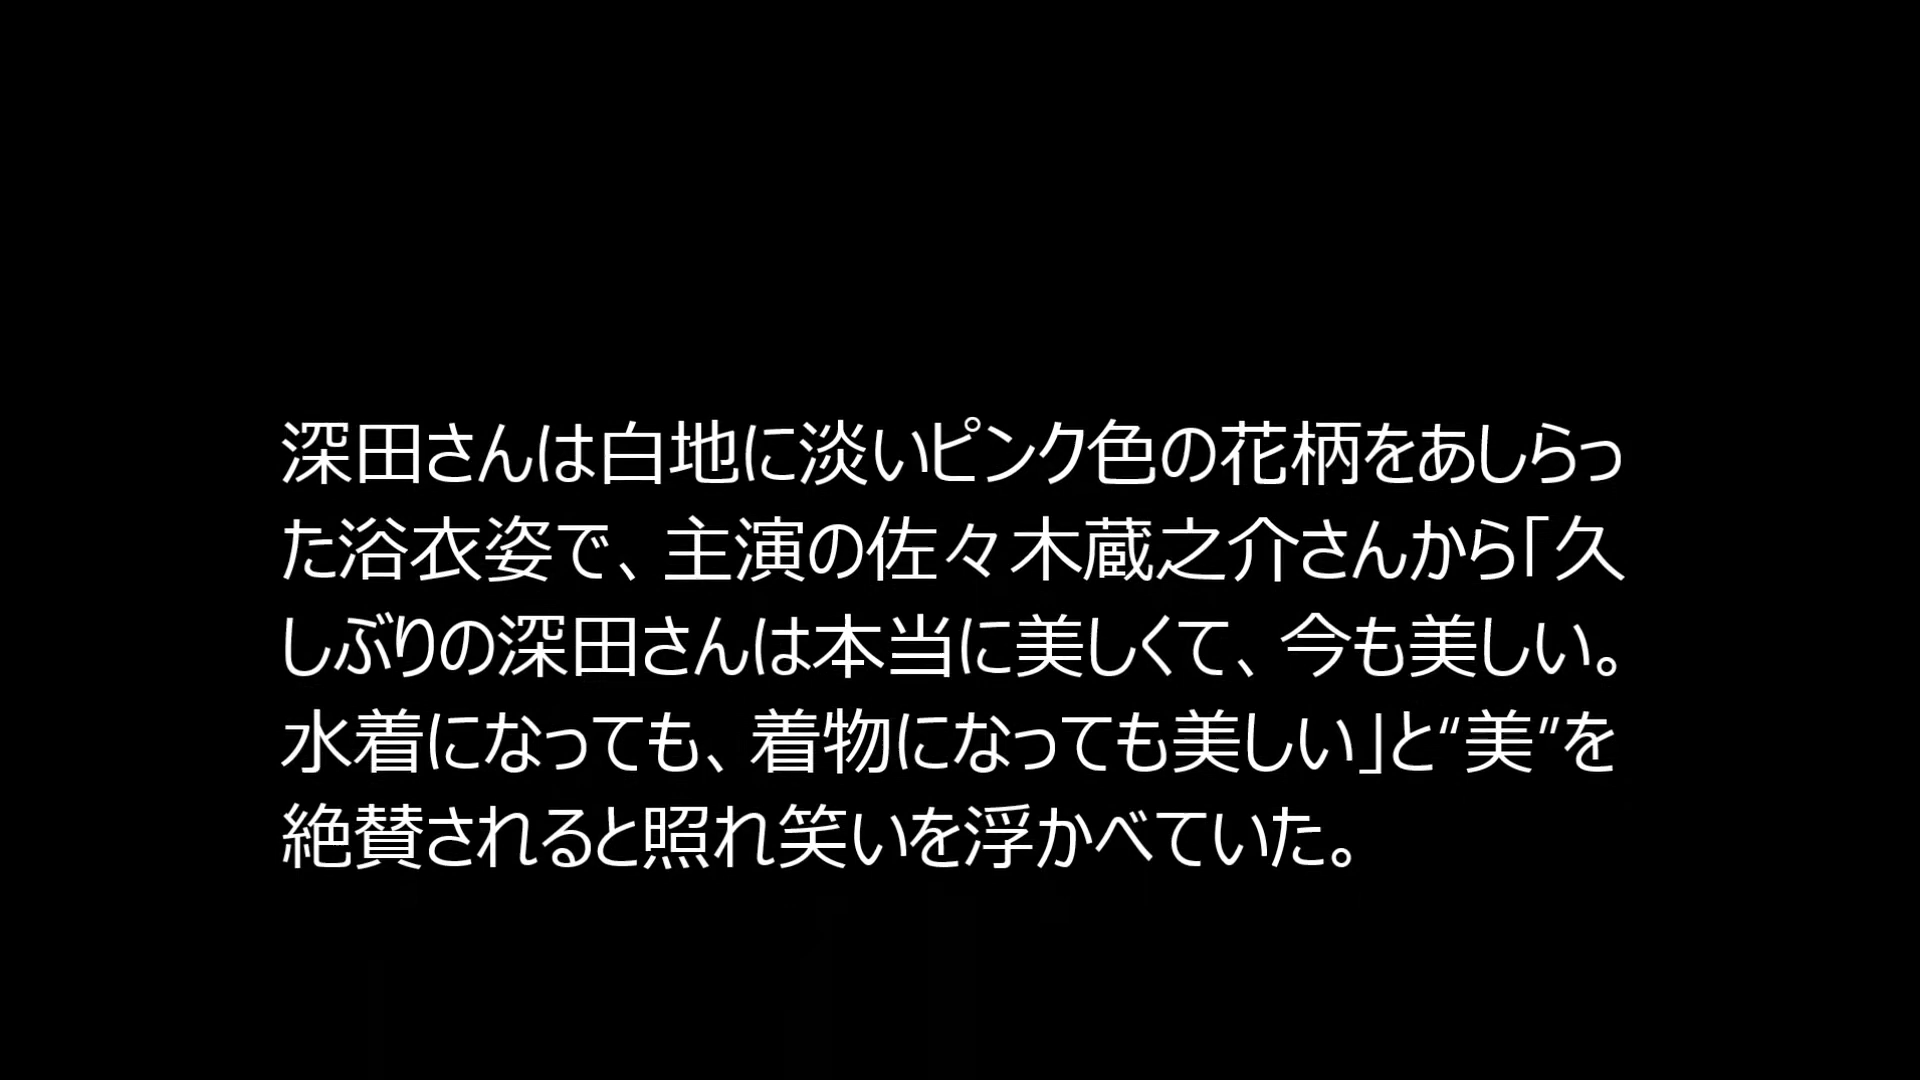 深田さんは白地に淡いピンク色の花柄をあしらっ
た浴衣姿で、主演の佐々木蔵之介さんから「久
しぶりの深田さんは本当に美しくて、今も美しい。
水着になっても、着物になっても美しい」と“美”を
絶賛されると照れ笑いを浮かべていた。